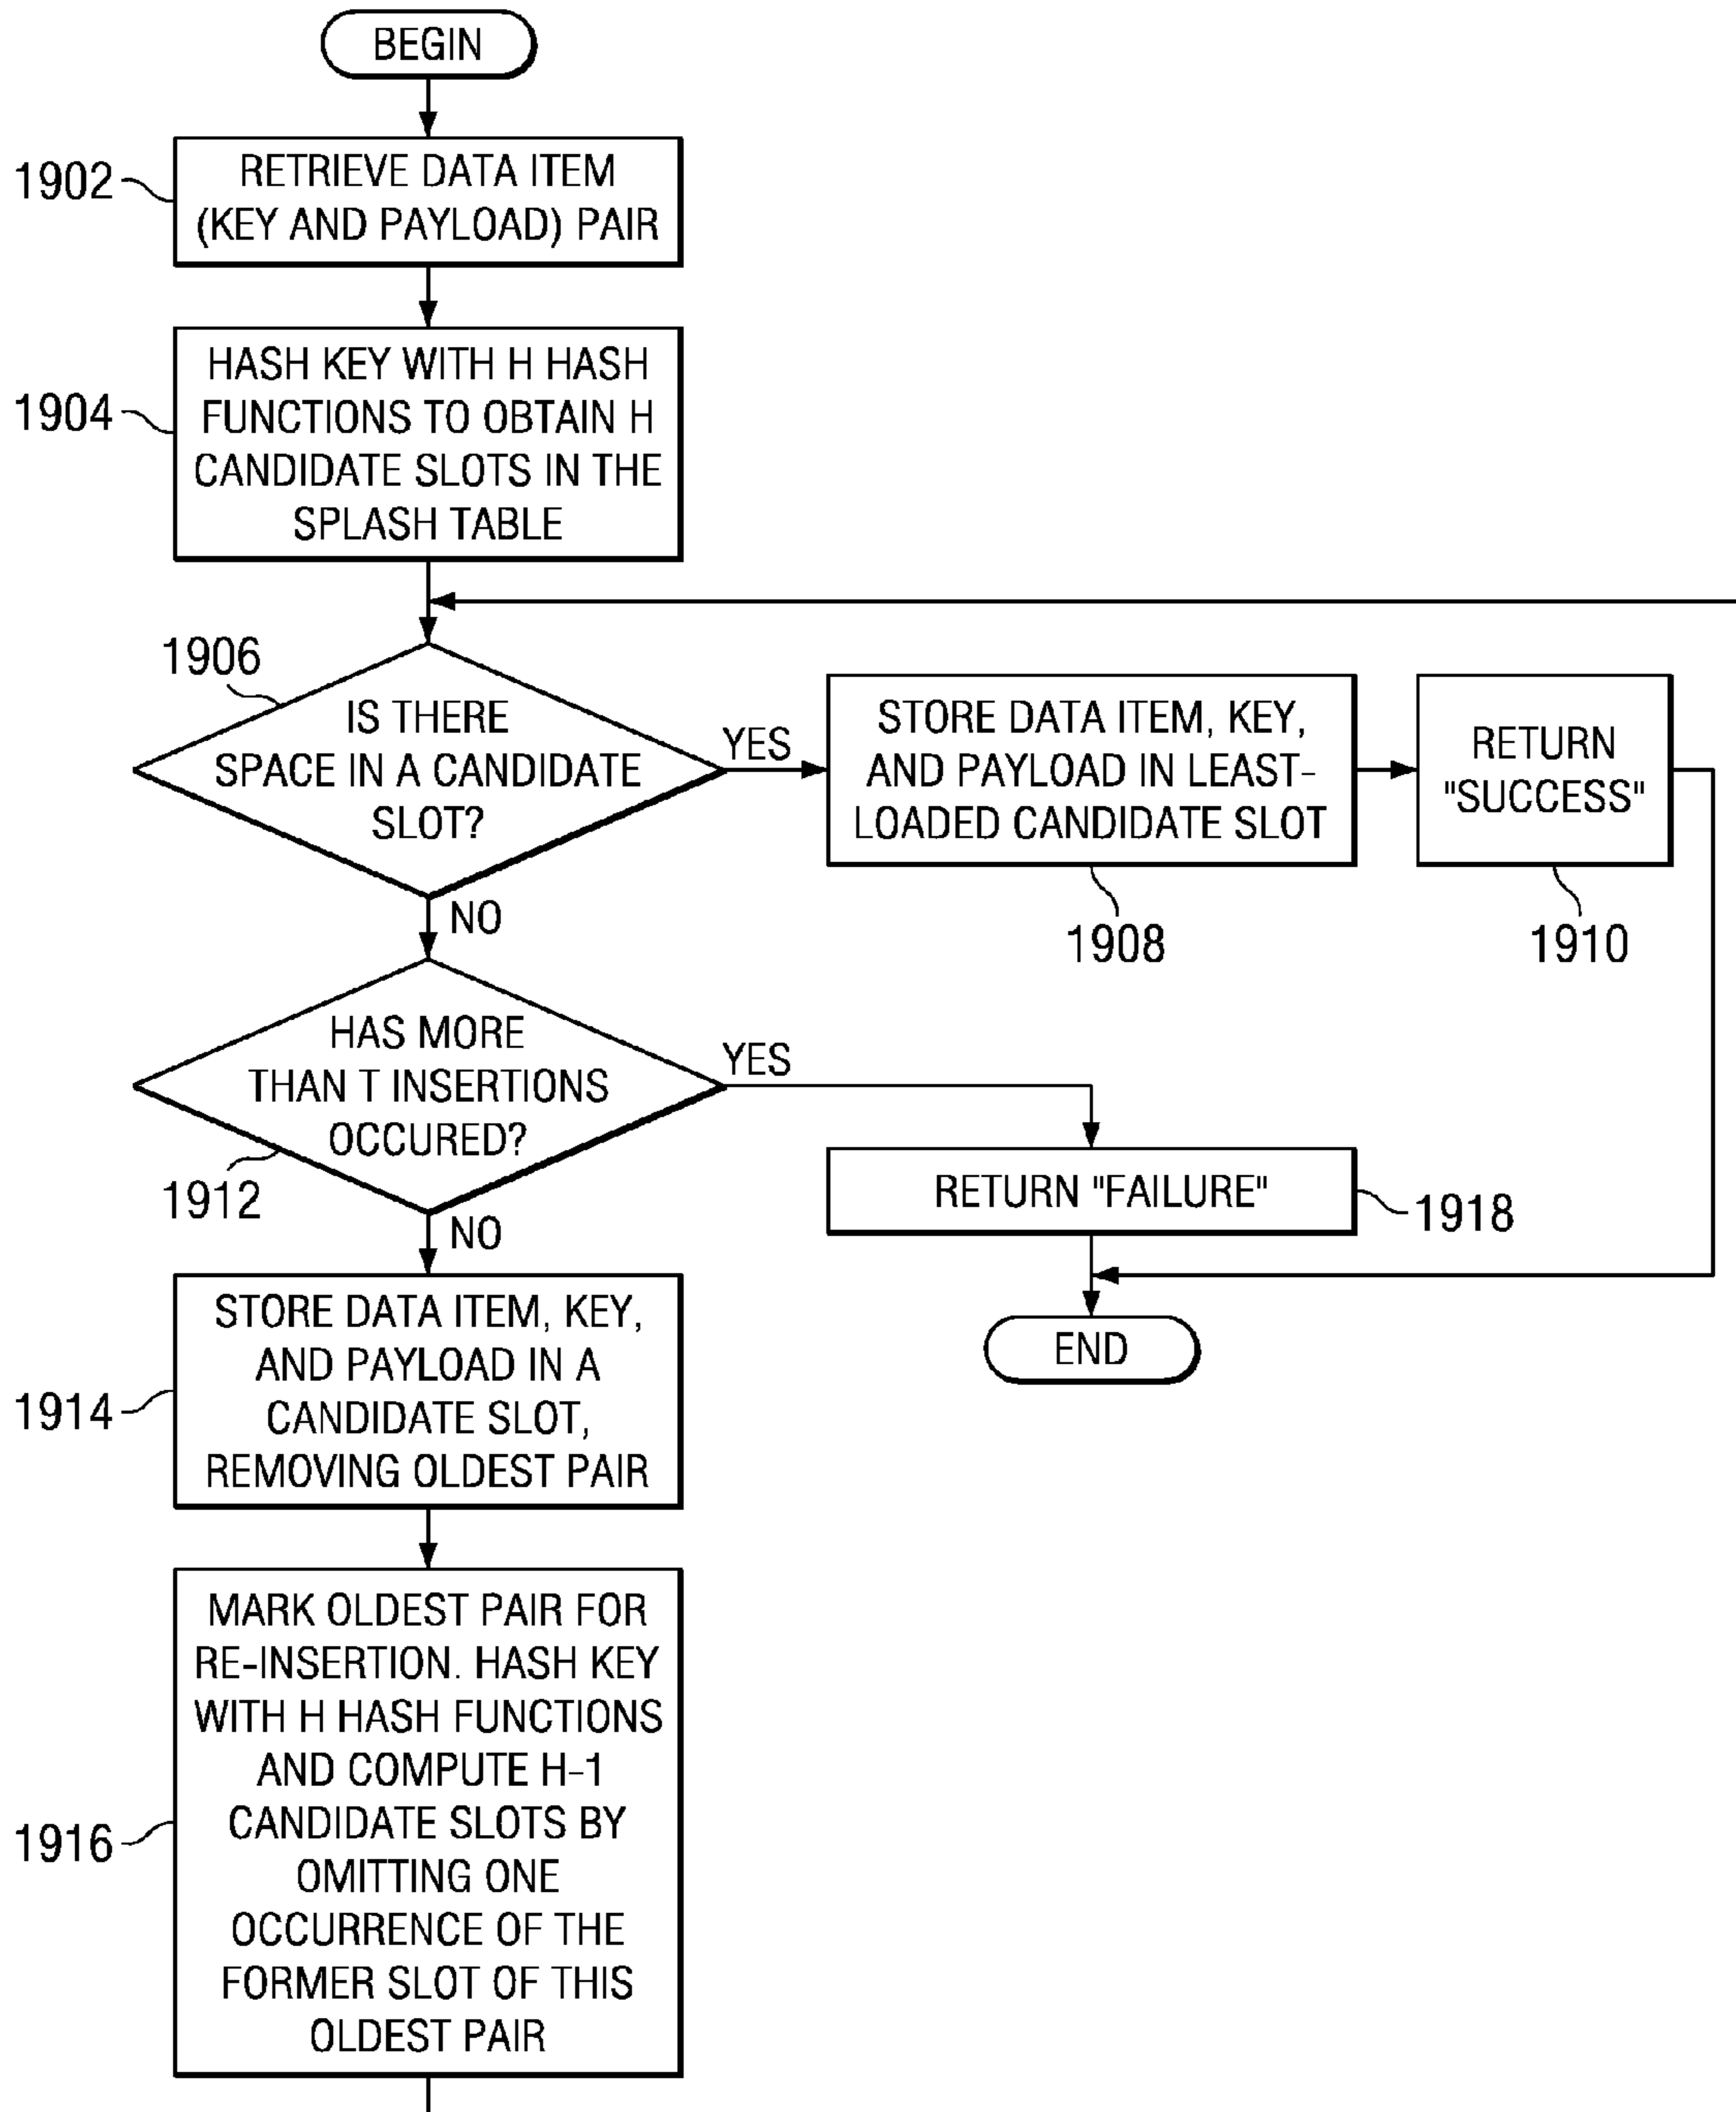 BEGIN
1902
RETRIEVE DATA ITEM
(KEY AND PAYLOAD) PAIR
1904
HASH KEY WITH H HASH
FUNCTIONS TO OBTAIN H
CANDIDATE SLOTS IN THE
SPLASH TABLE
1906
IS THERE
SPACE IN A CANDIDATE
SLOT?
YES
STORE DATA ITEM, KEY,
AND PAYLOAD IN LEAST-
LOADED CANDIDATE SLOT
1908
RETURN
"SUCCESS"
1910
NO
HAS MORE
THAN T INSERTIONS
OCCURED?
1912
YES
RETURN "FAILURE"
1918
END
NO
STORE DATA ITEM, KEY,
AND PAYLOAD IN A
CANDIDATE SLOT,
REMOVING OLDEST PAIR
1914
MARK OLDEST PAIR FOR
RE-INSERTION. HASH KEY
WITH H HASH FUNCTIONS
AND COMPUTE H-1
CANDIDATE SLOTS BY
OMITTING ONE
OCCURRENCE OF THE
FORMER SLOT OF THIS
OLDEST PAIR
1916